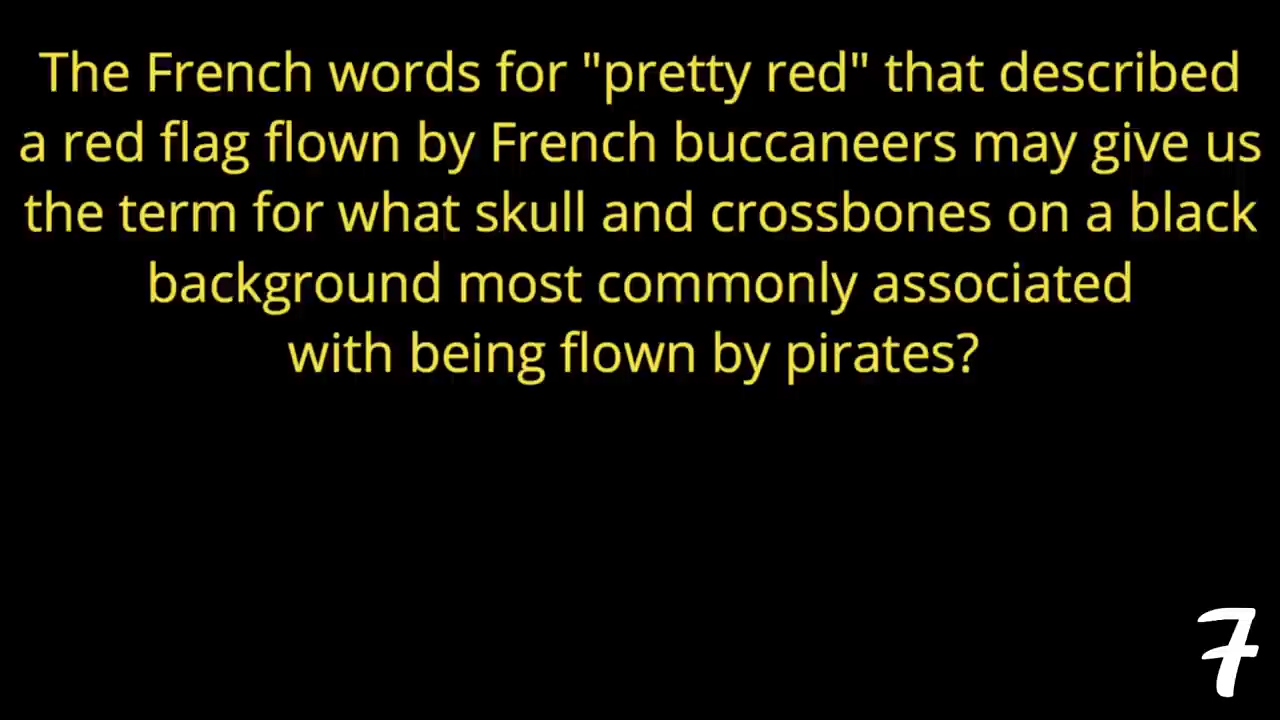 The French words for "pretty red" that described
a red flag flown by French buccaneers may give us
the term for what skull and crossbones on a black
background most commonly associated
with being flown by pirates?
7